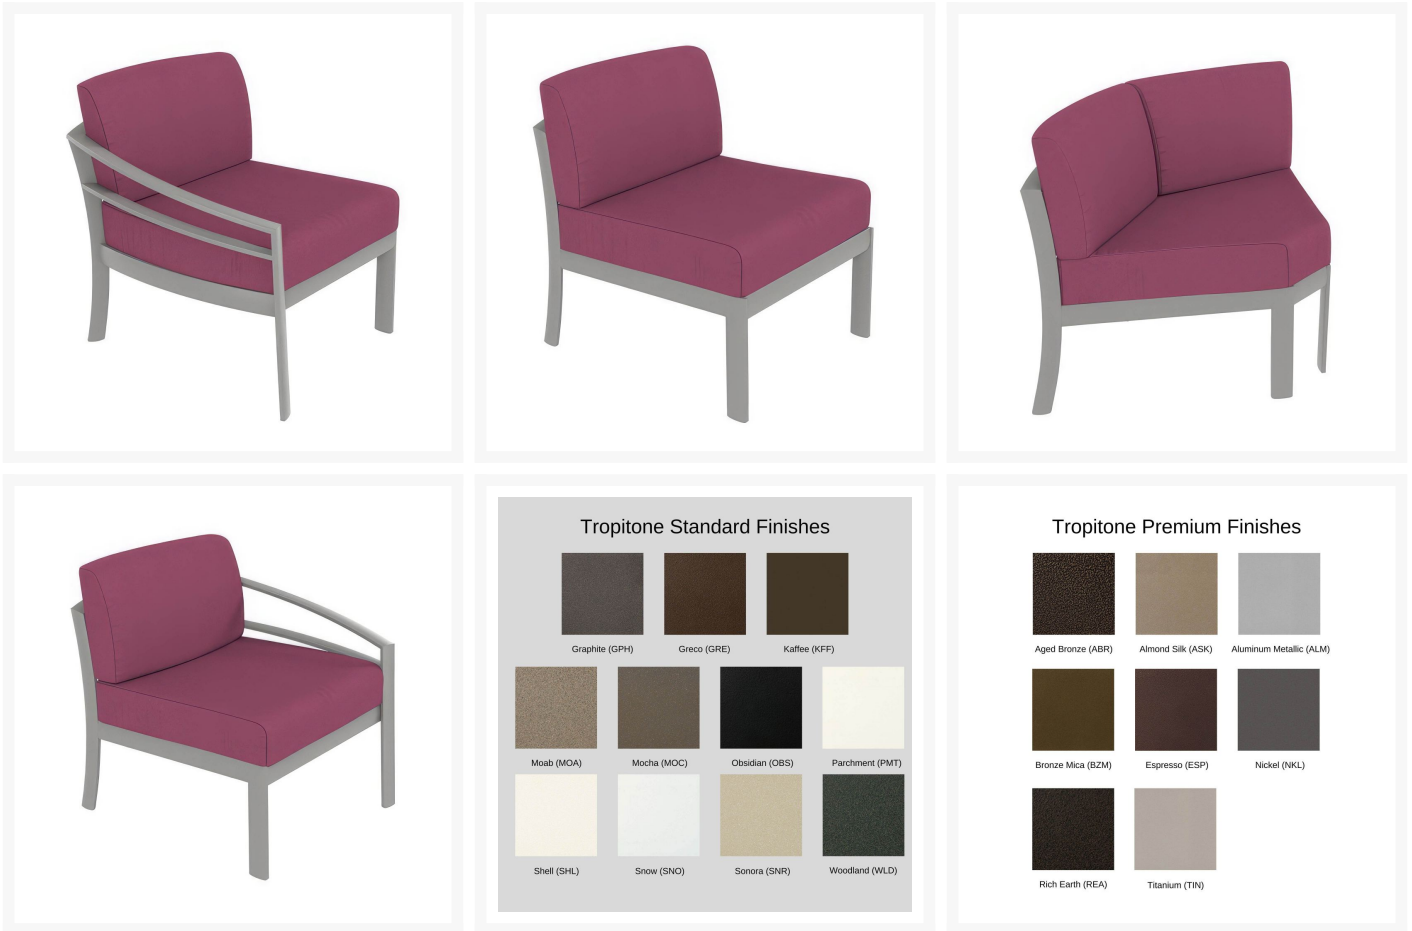 Tropitone Standard Finishes
Graphite (GPH)
Greco (GRE)
Kaffee (KFF)
Moab (MOA)
Mocha (MOC)
Obsidian (OBS)
Parchment (PMT)
Shell (SHL)
Snow (SNO)
Sonora (SNR)
Woodland (WLD)
Tropitone Premium Finishes
Aged Bronze (ABR)
Almond Silk (ASK)
Aluminum Metallic (ALM)
Bronze Mica (BZM)
Espresso (ESP)
Nickel (NKL)
Rich Earth (REA)
Titanium (TIN)